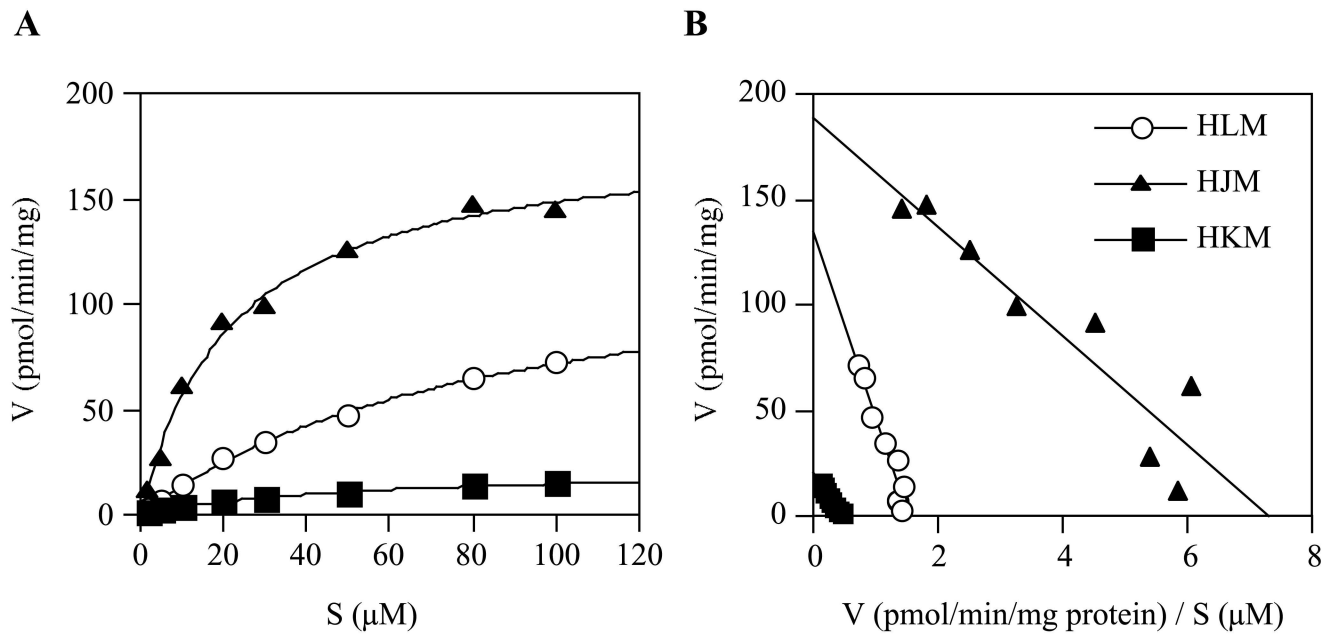 A
B
200
150
100
50
0
V (pmol/min/mg)
0 20 40 60 80 100 120
S (μM)
200
150
100
50
0
V (pmol/min/mg)
HLM
HJM
HKM
0 2 4 6 8
V (pmol/min/mg protein) / S (μM)